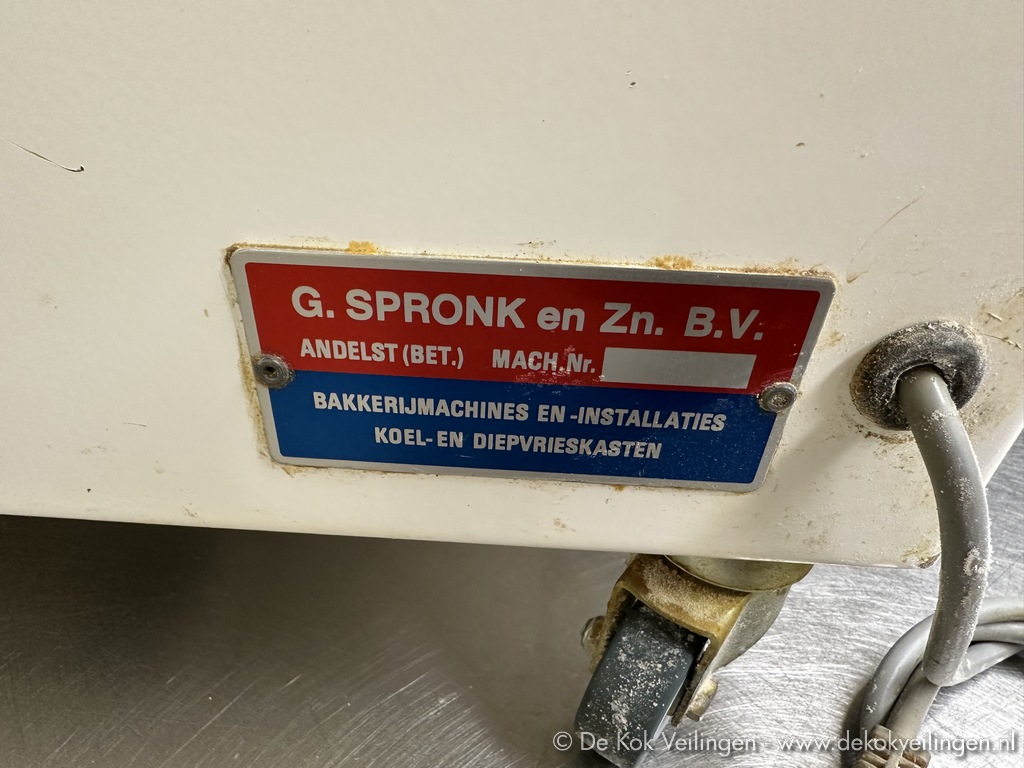 G. SPRONK en Zn. B.V.
ANDELST (BET.) MACH. Nr.
BAKKERIJMACHINES EN -INSTALLATIES
KOEL- EN DIEPVRIESKASTEN
© De Kok Veilingen - www.dekokveilingen.nl